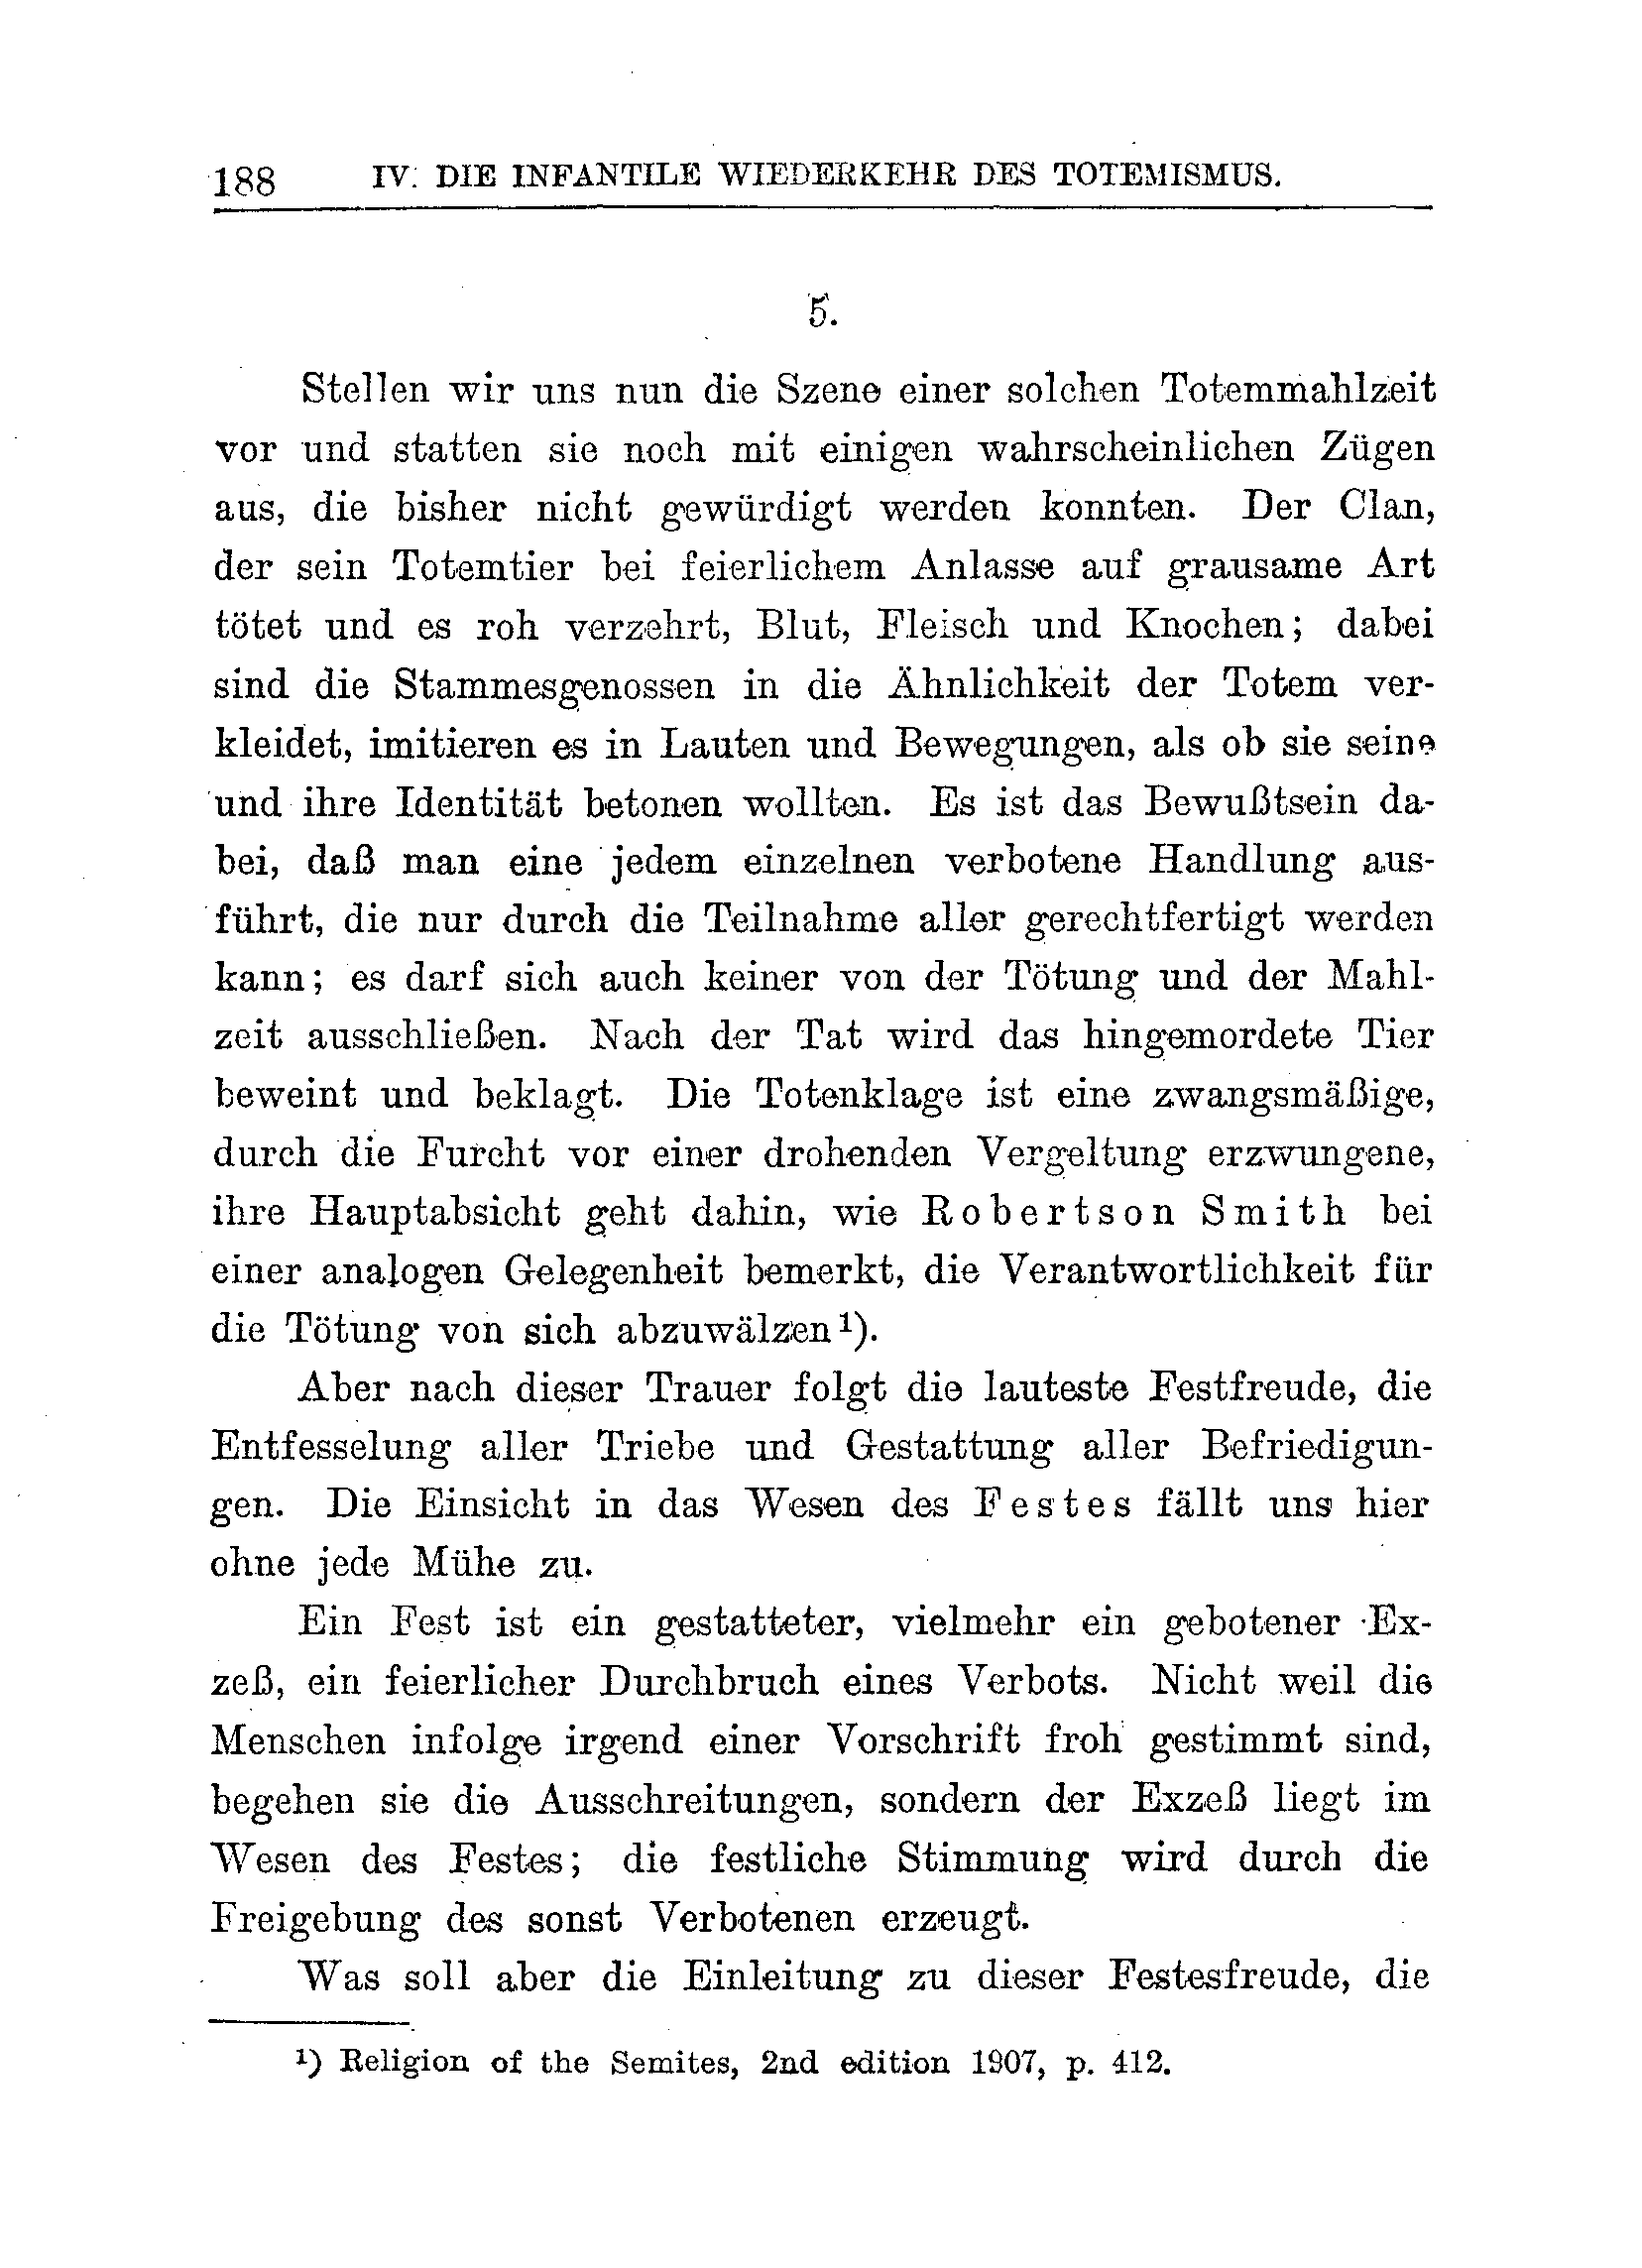 188 IV. DIE INFANTILE WIEDERKEHR DES TOTEMISMUS.
5.
Stellen wir uns nun die Szene einer solchen Totemmahlzeit
vor und statten sie noch mit einigen wahrscheinlichen Zügen
aus, die bisher nicht gewürdigt werden konnten. Der Clan,
der sein Totemtier bei feierlichem Anlasse auf grausame Art
tötet und es roh verzehrt, Blut, Fleisch und Knochen; dabei
sind die Stammesgenossen in die Ähnlichkeit der Totem ver-
kleidet, imitieren es in Lauten und Bewegungen, als ob sie seine
und ihre Identität betonen wollten. Es ist das Bewußtsein da-
bei, daß man eine jedem einzelnen verbotene Handlung aus-
führt, die nur durch die Teilnahme aller gerechtfertigt werden
kann; es darf sich auch keiner von der Tötung und der Mahl-
zeit ausschließen. Nach der Tat wird das hingemordete Tier
beweint und beklagt. Die Totenklage ist eine zwangsmäßige,
durch die Furcht vor einer drohenden Vergeltung erzwungene,
ihre Hauptabsicht geht dahin, wie Robertson Smith bei
einer analogen Gelegenheit bemerkt, die Verantwortlichkeit für
die Tötung von sich abzuwälzen¹).
Aber nach dieser Trauer folgt die lauteste Festfreude, die
Entfesselung aller Triebe und Gestattung aller Befriedigun-
gen. Die Einsicht in das Wesen des Festes fällt uns hier
ohne jede Mühe zu.
Ein Fest ist ein gestatteter, vielmehr ein gebotener Ex-
zeß, ein feierlicher Durchbruch eines Verbots. Nicht weil die
Menschen infolge irgend einer Vorschrift froh gestimmt sind,
begehen sie die Ausschreitungen, sondern der Exzeß liegt im
Wesen des Festes; die festliche Stimmung wird durch die
Freigebung des sonst Verbotenen erzeugt.
Was soll aber die Einleitung zu dieser Festesfreude, die
¹) Religion of the Semites, 2nd edition 1907, p. 412.